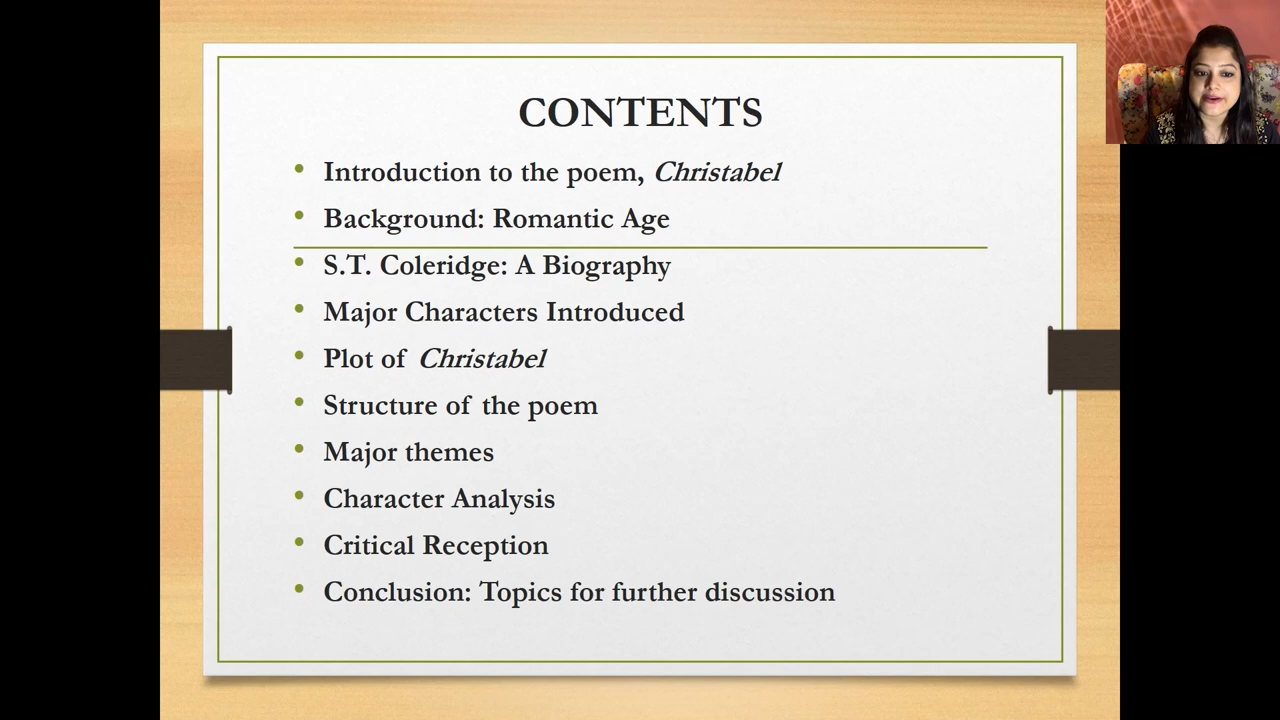 CONTENTS
Introduction to the poem, Christabel
Background: Romantic Age
S.T. Coleridge: A Biography
Major Characters Introduced
Plot of Christabel
Structure of the poem
Major themes
Character Analysis
Critical Reception
Conclusion: Topics for further discussion